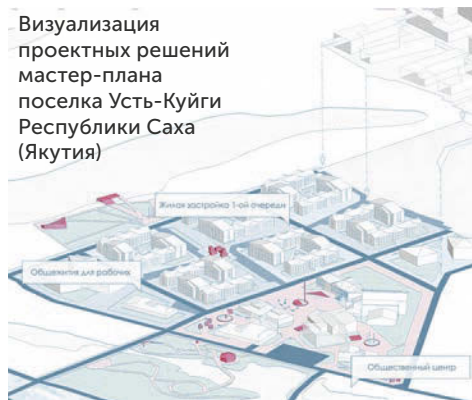 Визуализация
проектных решений
мастер-плана
поселка Усть-Куйги
Республики Саха
(Якутия)
Жилая застройка 1-ой очереди
Общежитие для рабочих
Общественный центр